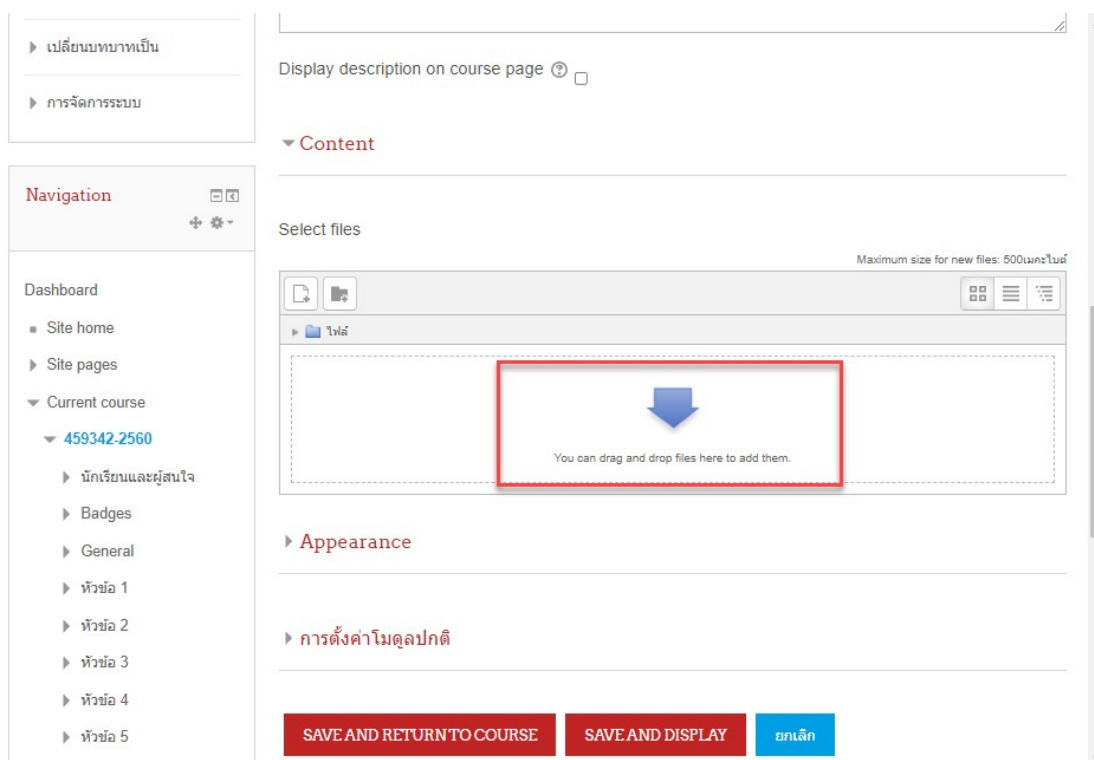 เปลี่ยนบทบาทเป็น
การจัดการระบบ
Navigation
Dashboard
Site home
Site pages
Current course
459342-2560
นักเรียนและผู้สนใจ
Badges
General
หัวข้อ 1
หัวข้อ 2
หัวข้อ 3
หัวข้อ 4
หัวข้อ 5
Display description on course page
Content
Select files
Maximum size for new files: 500เมกะไบต์
ไฟล์
You can drag and drop files here to add them.
Appearance
การตั้งค่าโมดูลปกติ
SAVE AND RETURN TO COURSE
SAVE AND DISPLAY
ยกเลิก